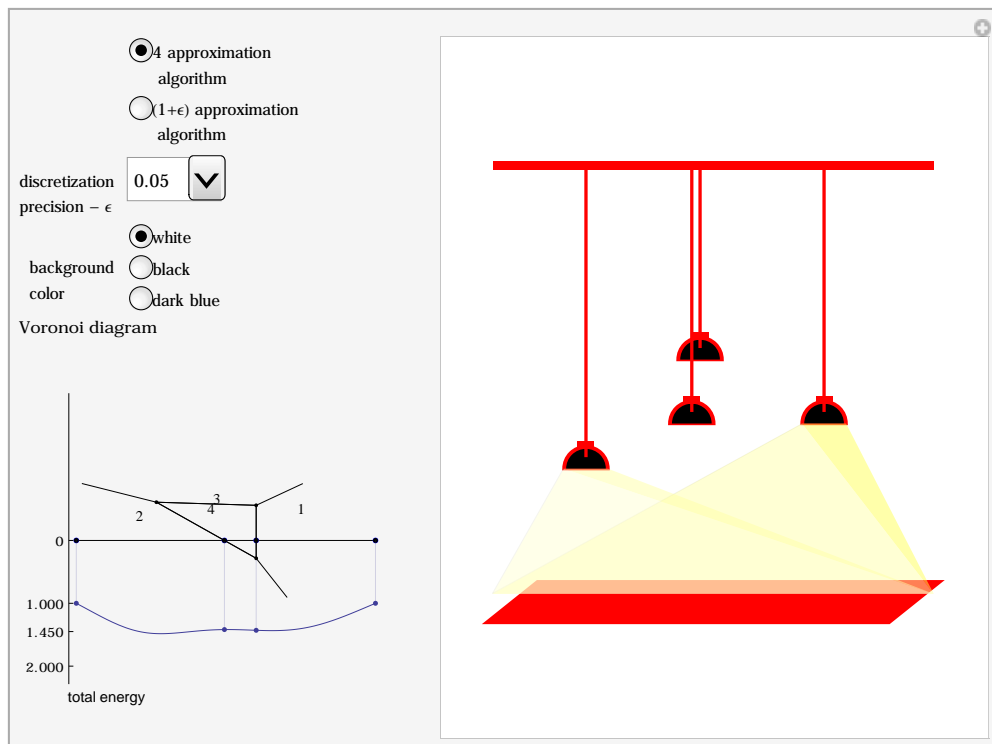 4 approximation
algorithm
(1+ϵ) approximation
algorithm
discretization
precision – ϵ
0.05
white
background
color
black
dark blue
Voronoi diagram
3
4
2
1
0
1.000
1.450
2.000
total energy